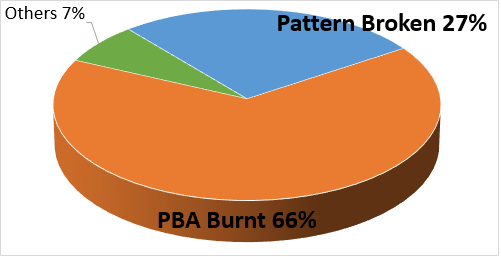 Others 7%
Pattern Broken 27%
PBA Burnt 66%